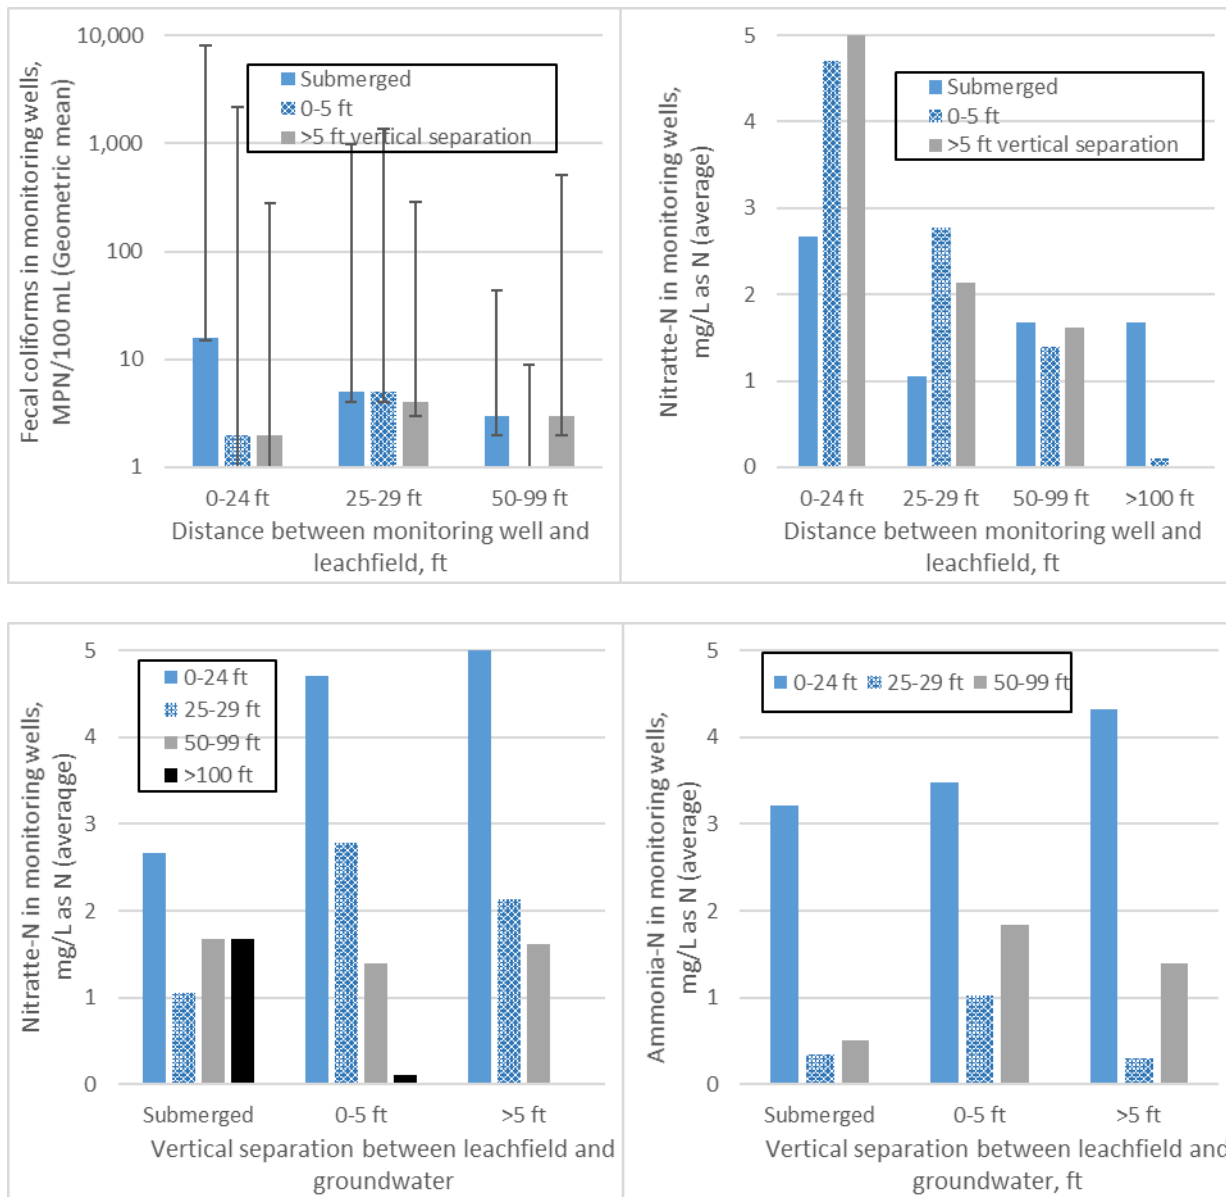 Fecal coliforms in monitoring wells,
MPN/100 mL (Geometric mean)
10,000
1,000
100
10
1
Submerged
0-5 ft
>5 ft vertical separation
0-24 ft 25-29 ft 50-99 ft
Distance between monitoring well and
leachfield, ft
Nitratte-N in monitoring wells,
mg/L as N (average)
5
4
3
2
1
0
Submerged
0-5 ft
>5 ft vertical separation
0-24 ft 25-29 ft 50-99 ft >100 ft
Distance between monitoring well and
leachfield, ft
Nitratte-N in monitoring wells,
mg/L as N (averaqge)
5
4
3
2
1
0
0-24 ft
25-29 ft
50-99 ft
>100 ft
Submerged 0-5 ft >5 ft
Vertical separation between leachfield and
groundwater
Ammonia-N in monitoring wells,
mg/L as N (average)
5
4
3
2
1
0
0-24 ft 25-29 ft 50-99 ft
Submerged 0-5 ft >5 ft
Vertical separation between leachfield and
groundwater, ft